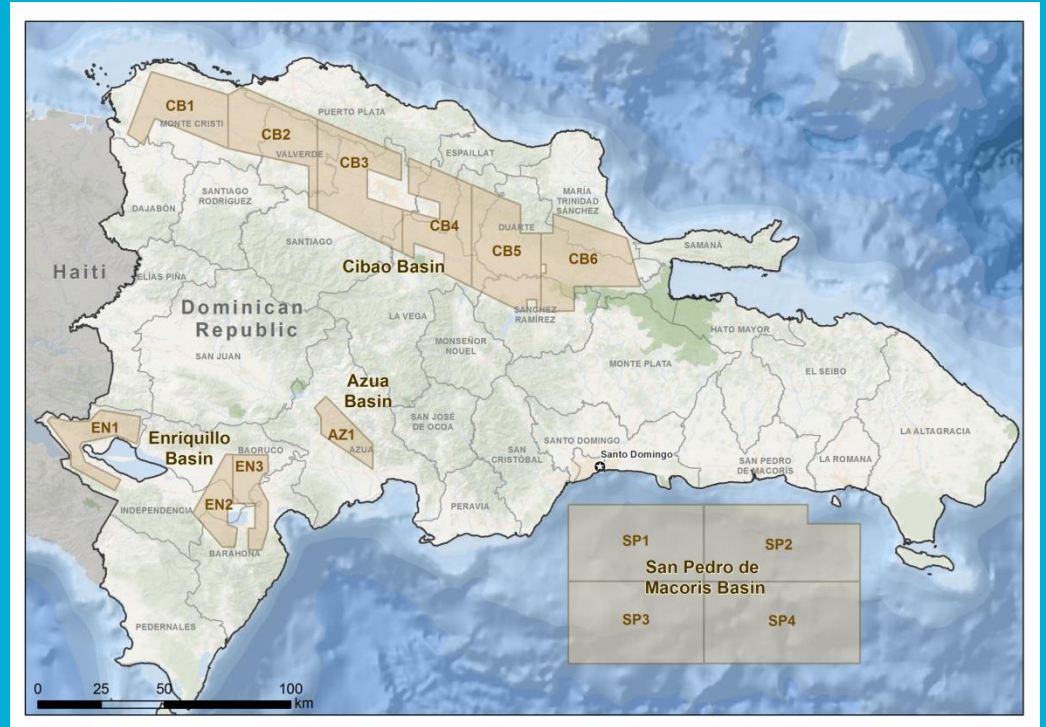 CB1
MONTE CRISTI
PUERTO PLATA
CB2
VALVERDE
CB3
ESPAILLAT
SANTIAGO
RODRÍGUEZ
MARÍA
TRINIDAD
SÁNCHEZ
DAJABÓN
CB4
DUARTE
SANTIAGO
CB5
SAMANÁ
CB6
Cibao Basin
Haiti
ELÍAS PIÑA
Dominican
Republic
LA VEGA
SÁNCHEZ
RAMÍREZ
HATO MAYOR
MONSEÑOR
NOUEL
SAN JUAN
MONTE PLATA
EL SEIBO
Azua
Basin
SAN JOSÉ
DE OCOA
EN1
Enriquillo
Basin
AZ1
AZUA
LA ALTAGRACIA
BAORUCO
SANTO DOMINGO
Santo Domingo
SAN
CRISTÓBAL
SAN PEDRO
DE MACORÍS
LA ROMANA
EN3
EN2
INDEPENDENCIA
PERAVIA
BARAHONA
SP1
SP2
San Pedro de
Macoris Basin
SP3
SP4
PEDERNALES
0 25 50 100
km